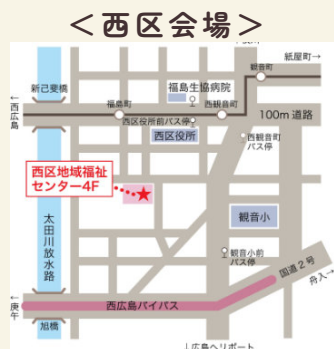 ＜西区会場＞
紙屋町→
観音町
新己斐橋
福島生協病院
←西広島
福島町
西観音町
100m 道路
西区役所前バス停
西区役所
西観音町
バス停
西区地域福祉
センター4F
太田川放水路
観音小
観音小前
バス停
国道2号
舟入→
←庚午
西広島バイパス
旭橋
↓広島ヘリポート